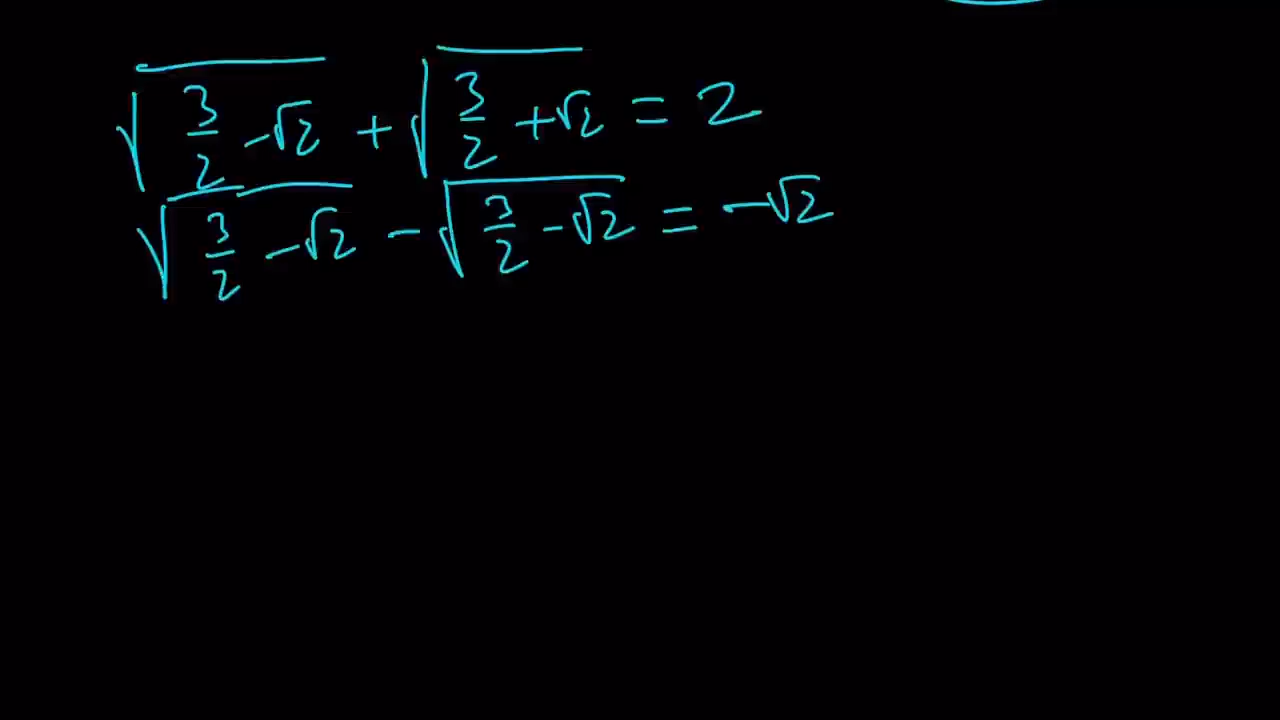 √(3/2 - √2) + √(3/2 + √2) = 2
√(3/2 - √2) - √(3/2 - √2) = -√2